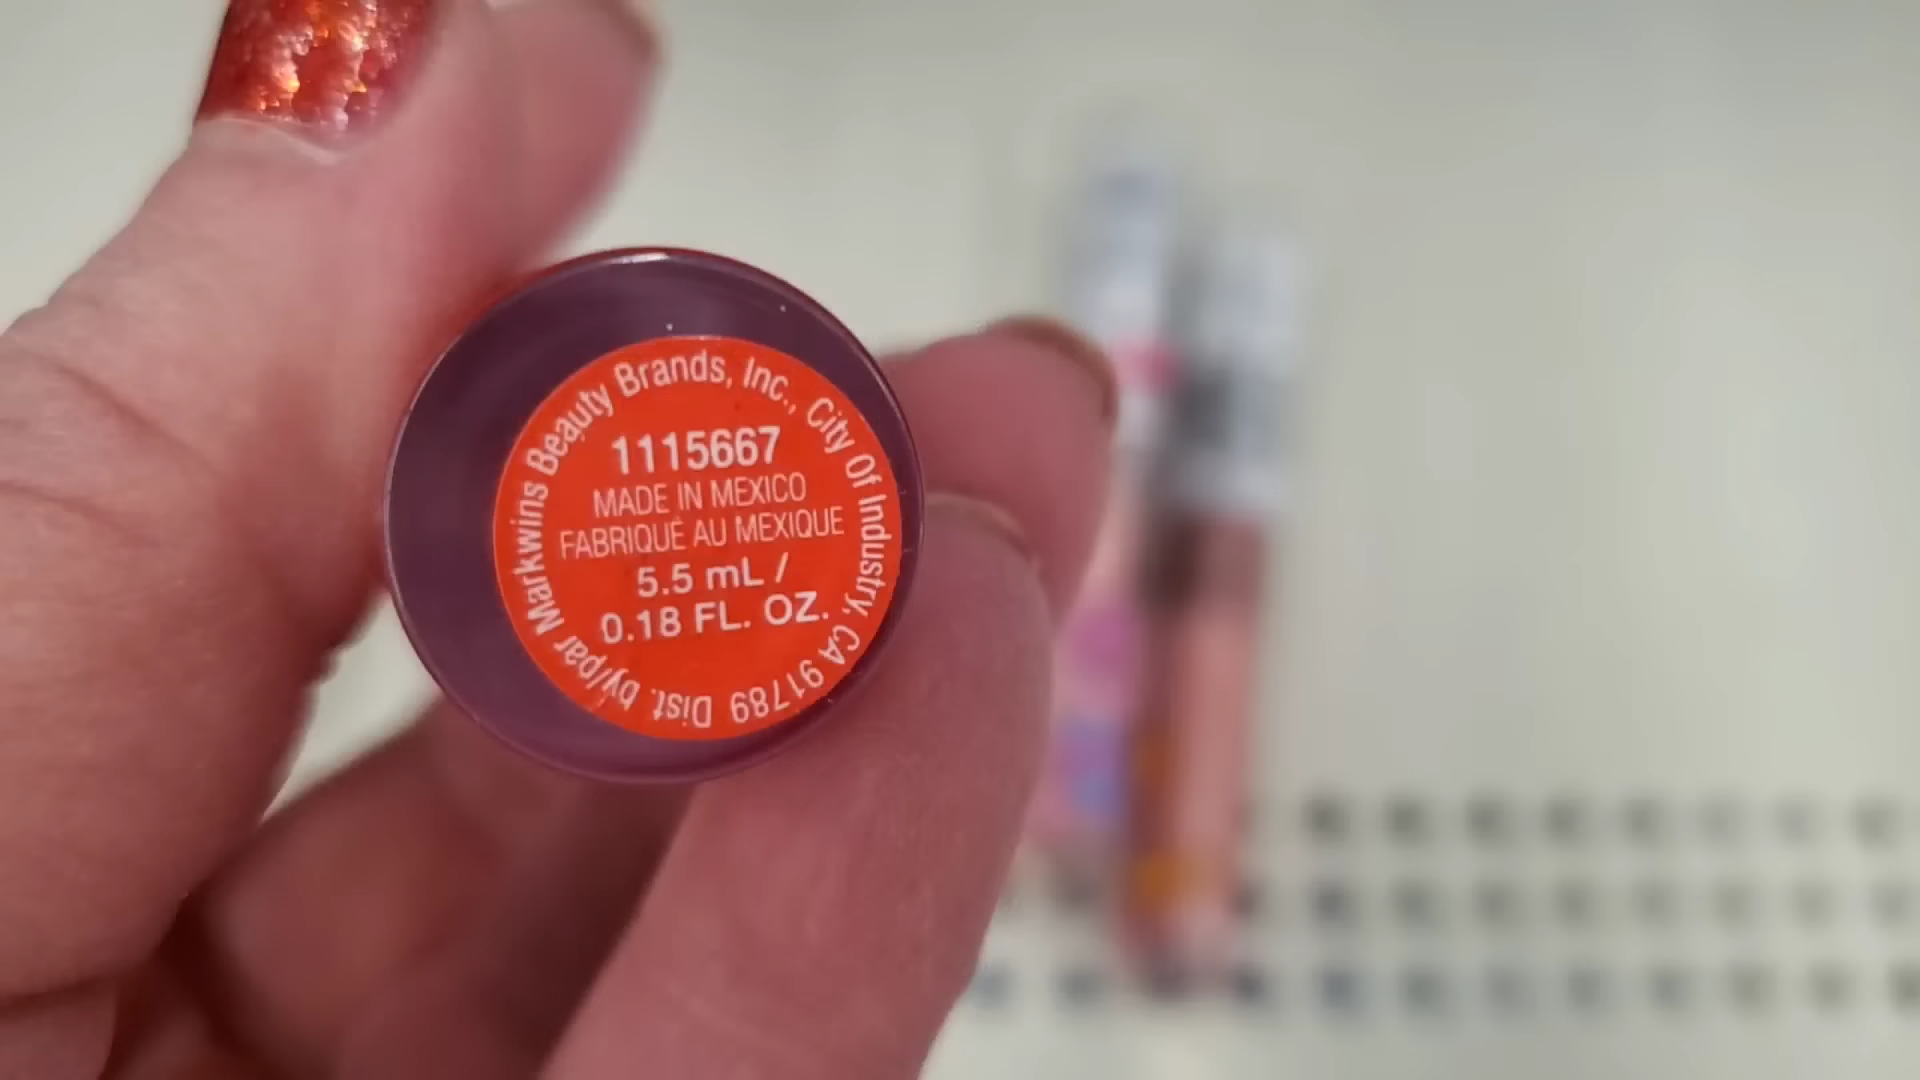 Dist. by/par Markwins Beauty Brands, Inc., City Of Industry, CA 91789
1115667
MADE IN MEXICO
FABRIQUÉ AU MEXIQUE
5.5 mL /
0.18 FL. OZ.